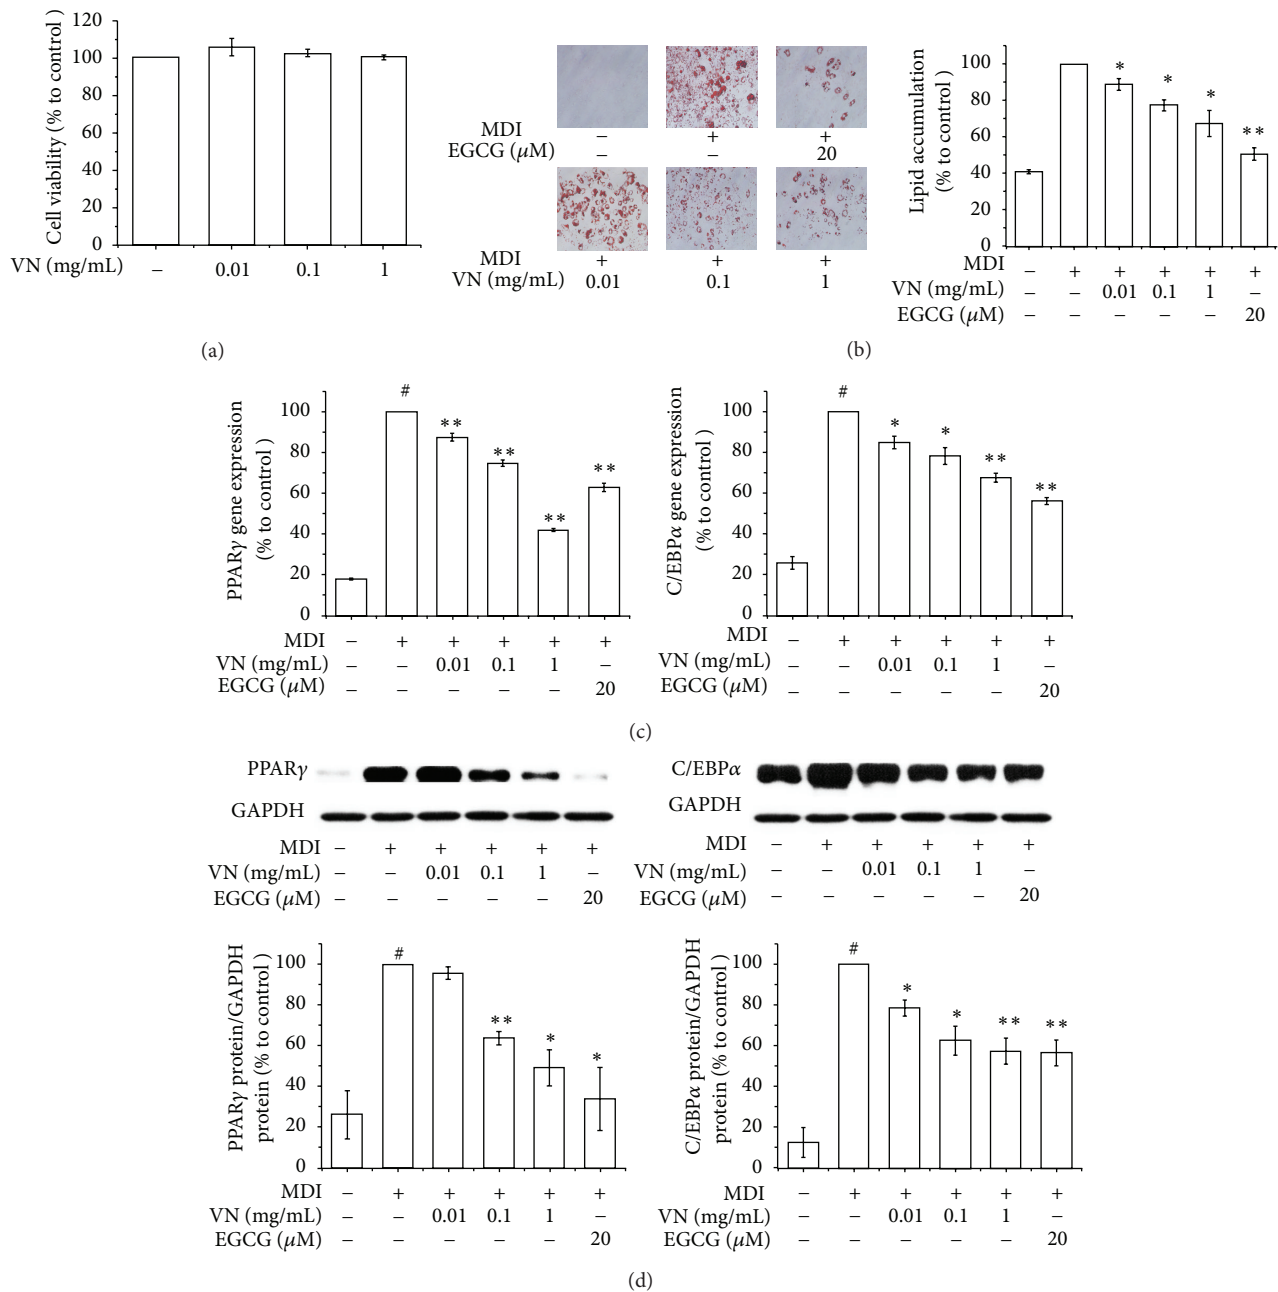 120
100
80
60
40
20
0
Cell viability (% to control)
VN (mg/mL) – 0.01 0.1 1
(a)
MDI – + +
EGCG (μM) – – 20
MDI + + +
VN (mg/mL) 0.01 0.1 1
100
80
60
40
20
0
Lipid accumulation
(% to control)
* * * **
MDI – + + + + +
VN (mg/mL) – – 0.01 0.1 1 –
EGCG (μM) – – – – – 20
(b)
100
80
60
40
20
0
PPARγ gene expression
(% to control)
# ** ** ** **
MDI – + + + + +
VN (mg/mL) – – 0.01 0.1 1 –
EGCG (μM) – – – – – 20
100
80
60
40
20
0
C/EBPα gene expression
(% to control)
# * * ** **
MDI – + + + + +
VN (mg/mL) – – 0.01 0.1 1 –
EGCG (μM) – – – – – 20
(c)
PPARγ
GAPDH
MDI – + + + + +
VN (mg/mL) – – 0.01 0.1 1 –
EGCG (μM) – – – – – 20
C/EBPα
GAPDH
MDI – + + + + +
VN (mg/mL) – – 0.01 0.1 1 –
EGCG (μM) – – – – – 20
100
80
60
40
20
0
PPARγ protein/GAPDH
protein (% to control)
# ** * *
MDI – + + + + +
VN (mg/mL) – – 0.01 0.1 1 –
EGCG (μM) – – – – – 20
100
80
60
40
20
0
C/EBPα protein/GAPDH
protein (% to control)
# * * ** **
MDI – + + + + +
VN (mg/mL) – – 0.01 0.1 1 –
EGCG (μM) – – – – – 20
(d)